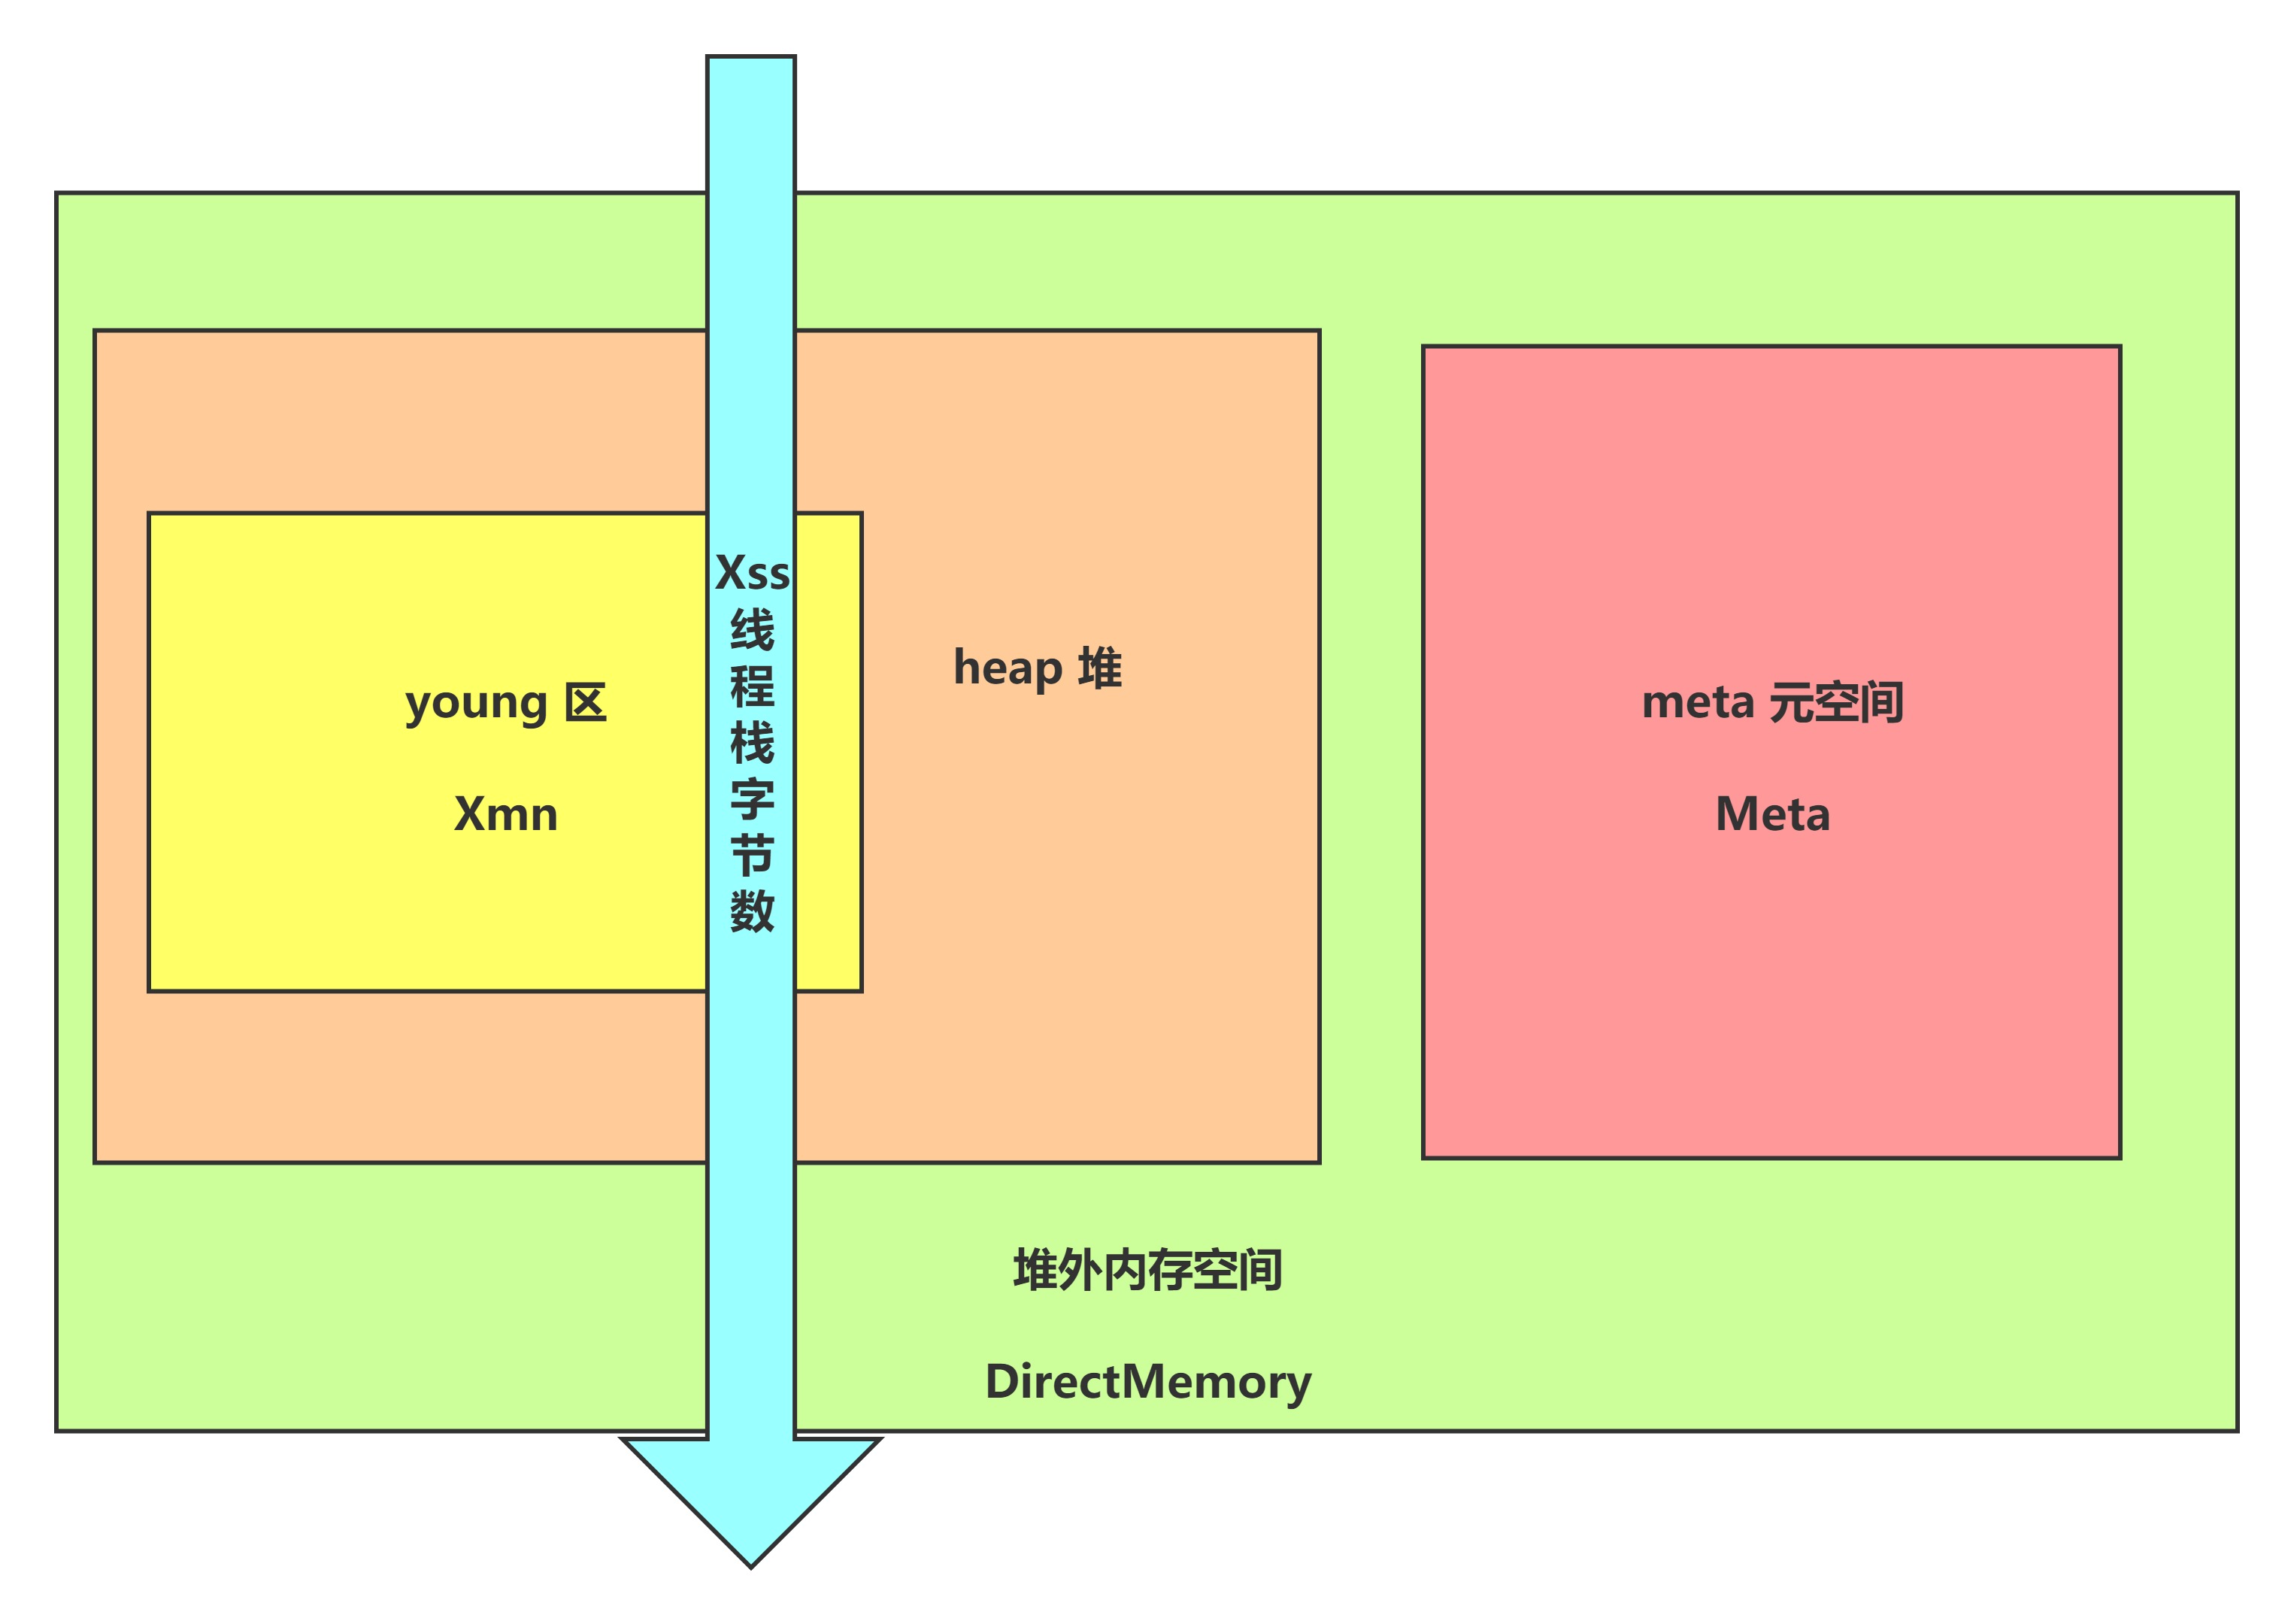 Xss
线
程
栈
字
节
数
young 区
Xmn
heap 堆
meta 元空间
Meta
堆外内存空间
DirectMemory